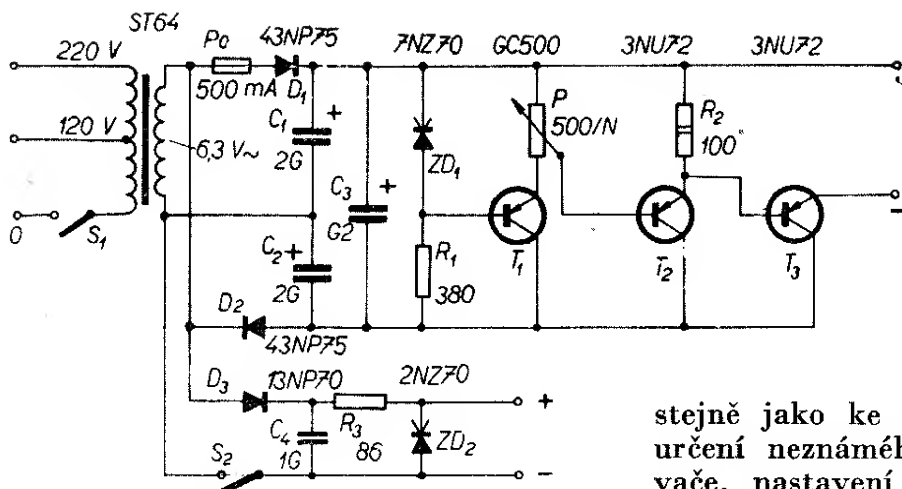 ST64
220 V
120 V
0
S1
6,3 V~
Po
500 mA
43NP75
D1
C1
+
2G
C2
+
2G
C3
+
G2
7NZ70
ZD1
R1
380
GC500
P
500/N
T1
3NU72
R2
100
T2
3NU72
T3
-
D2
43NP75
D3
13NP70
C4
1G
R3
86
2NZ70
ZD2
+
-
S2
stejně jako ke
určení neznáméh
vače, nastavení